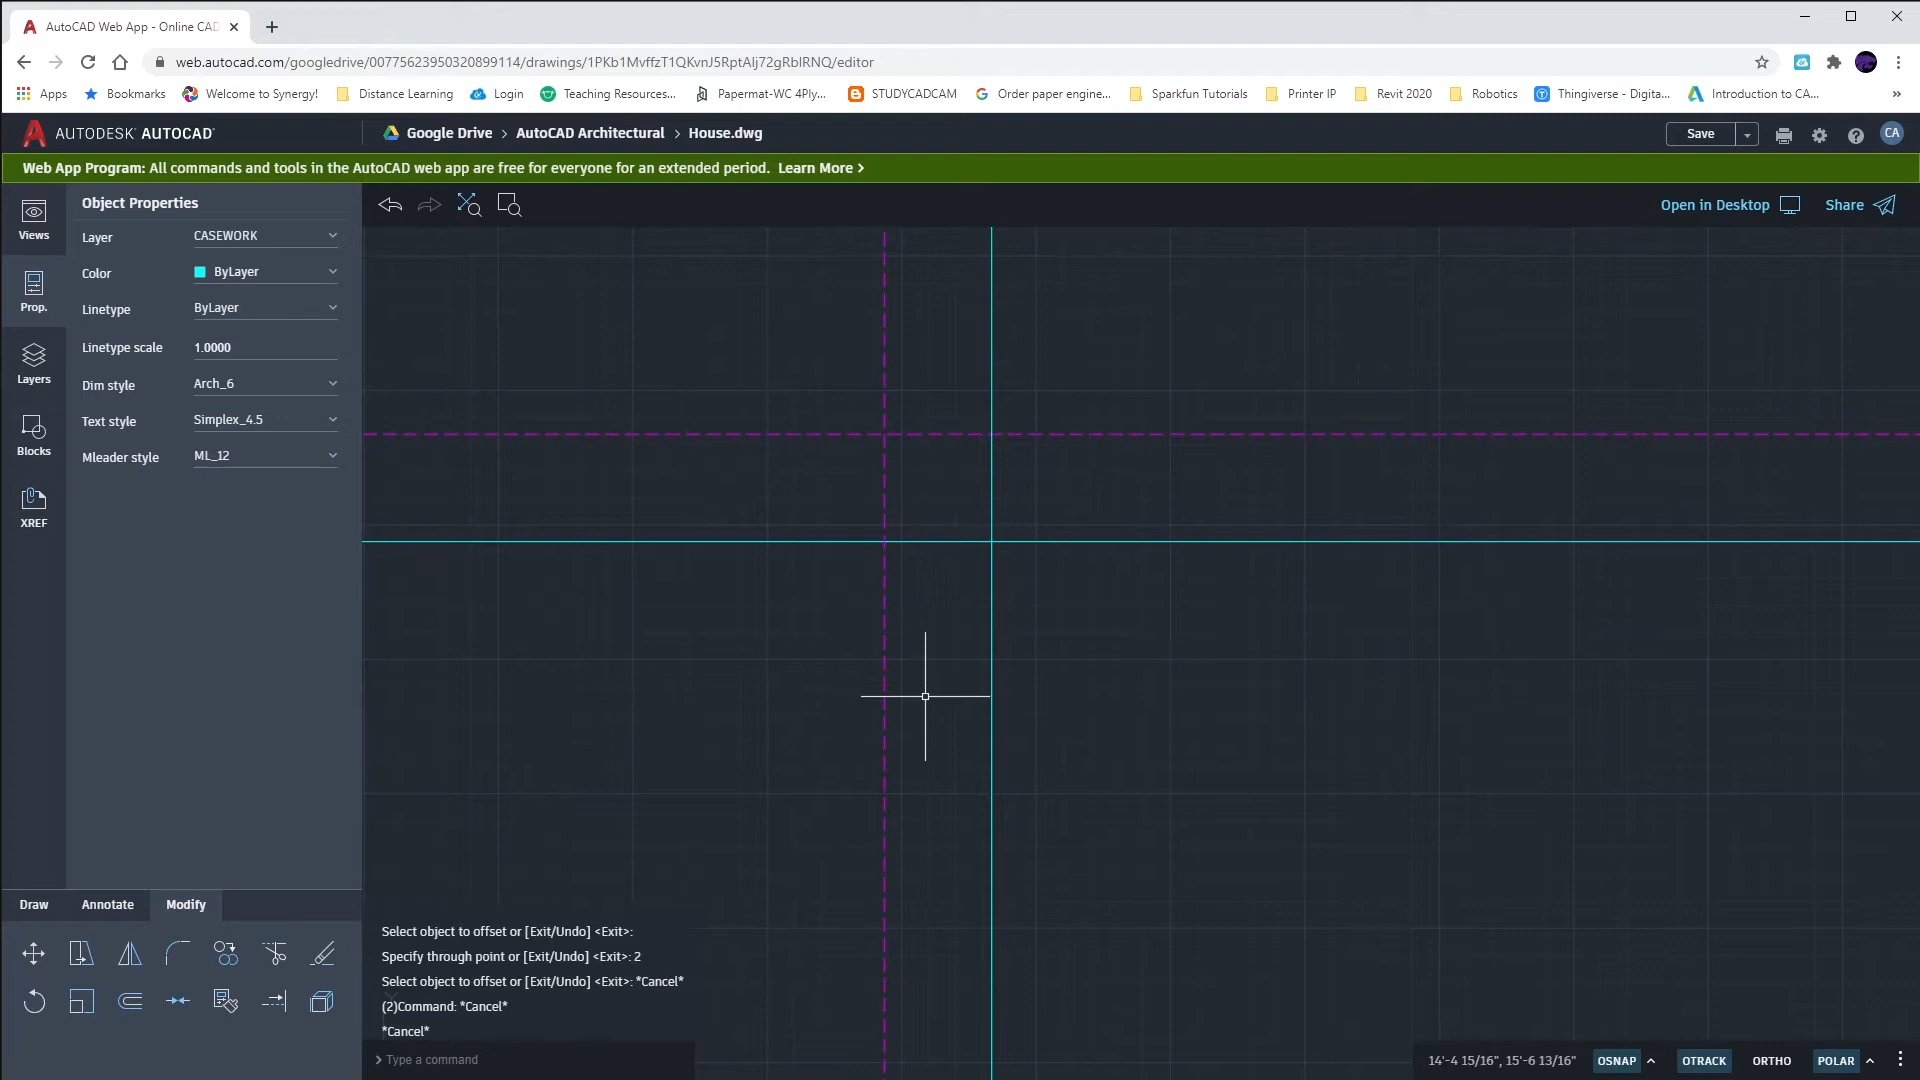 AutoCAD Web App - Online CAD
web.autocad.com/googledrive/00775623950320899114/drawings/1PKb1MvffzT1QKvnJ5RptAlj72gRblRNQ/editor
Apps Bookmarks Welcome to Synergy! Distance Learning Login Teaching Resources... Papermat-WC 4Ply... STUDYCADCAM Order paper engine... Sparkfun Tutorials Printer IP Revit 2020 Robotics Thingiverse - Digita... Introduction to CA... »
AUTODESK® AUTOCAD® Google Drive > AutoCAD Architectural > House.dwg Save CA
Web App Program: All commands and tools in the AutoCAD web app are free for everyone for an extended period. Learn More >
Open in Desktop Share
Views
Prop.
Layers
Blocks
XREF
Object Properties
Layer CASEWORK
Color ByLayer
Linetype ByLayer
Linetype scale 1.0000
Dim style Arch_6
Text style Simplex_4.5
Mleader style ML_12
Draw Annotate Modify
Select object to offset or [Exit/Undo] <Exit>:
Specify through point or [Exit/Undo] <Exit>: 2
Select object to offset or [Exit/Undo] <Exit>: *Cancel*
(2)Command: *Cancel*
*Cancel*
> Type a command
14'-4 15/16", 15'-6 13/16" OSNAP OTRACK ORTHO POLAR